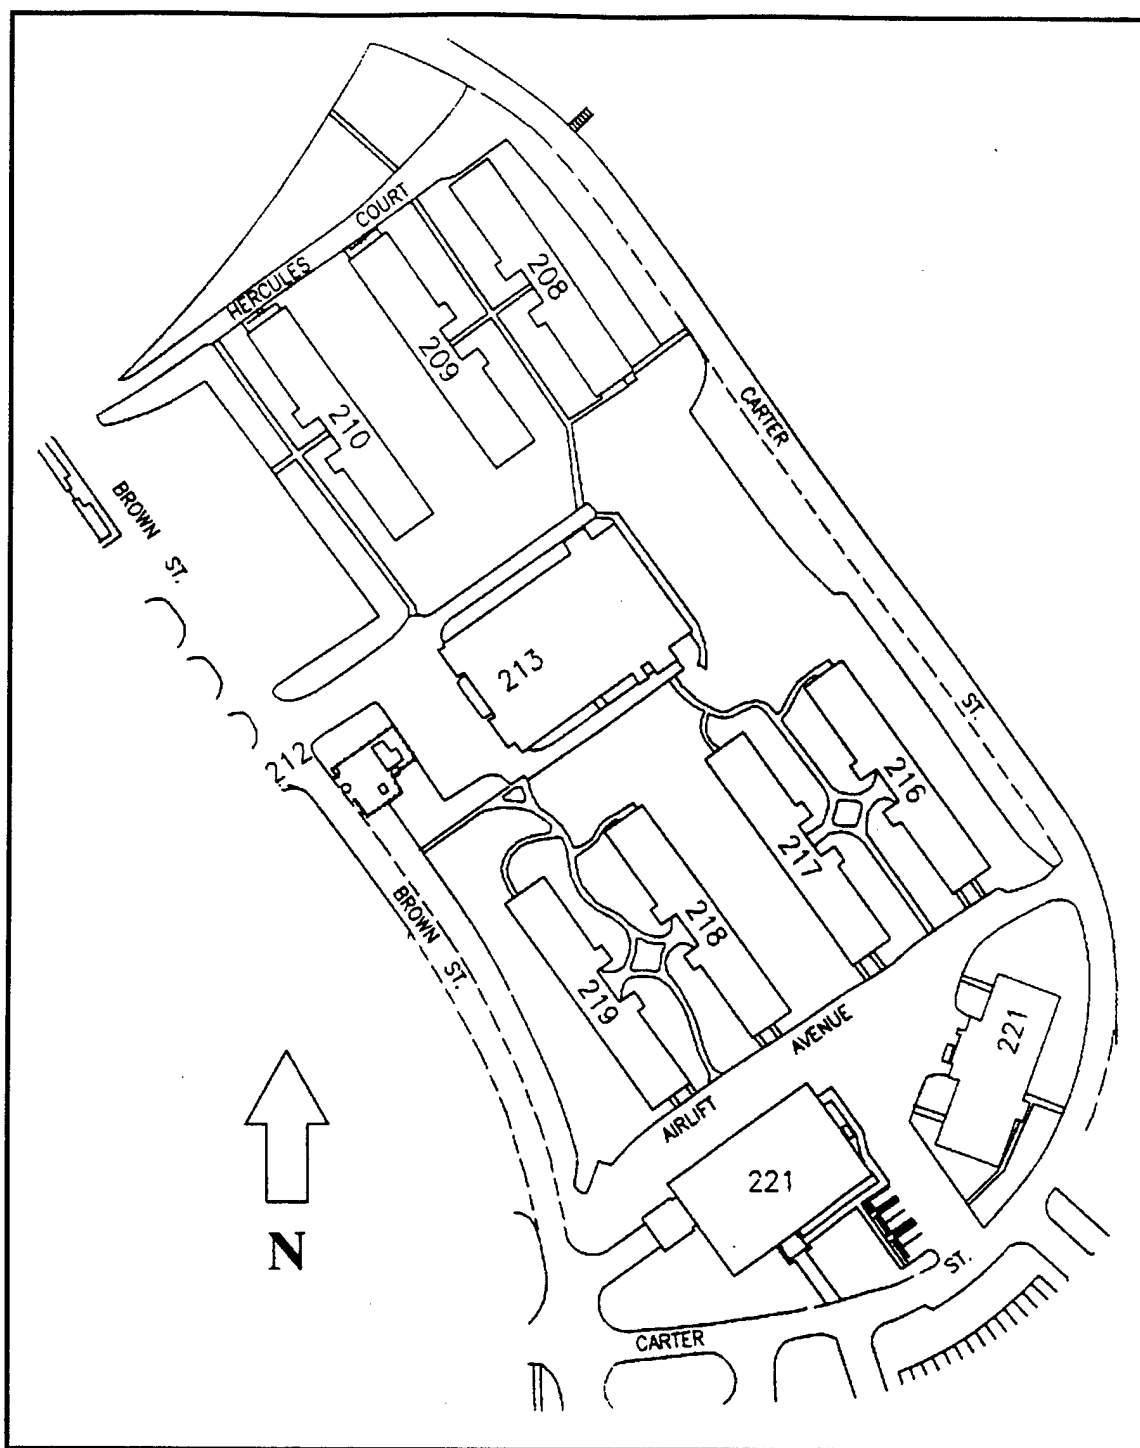 HERCULES COURT
208
209
210
CARTER
BROWN
ST.
213
ST.
212
216
217
BROWN
ST.
218
219
AVENUE
221
AIRLIFT
221
N
ST.
CARTER